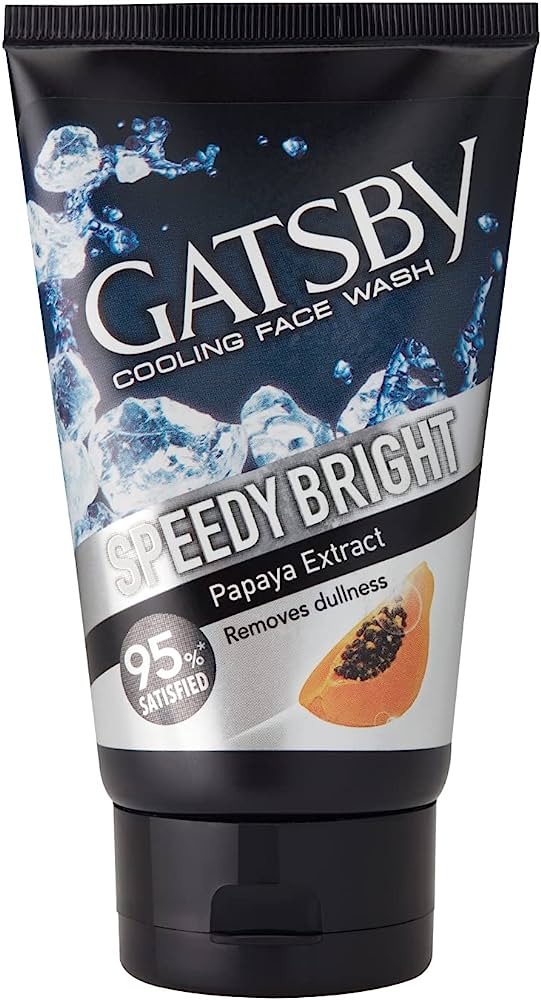 GATSBY
COOLING FACE WASH
SPEEDY BRIGHT
Papaya Extract
Removes dullness
95%*
SATISFIED